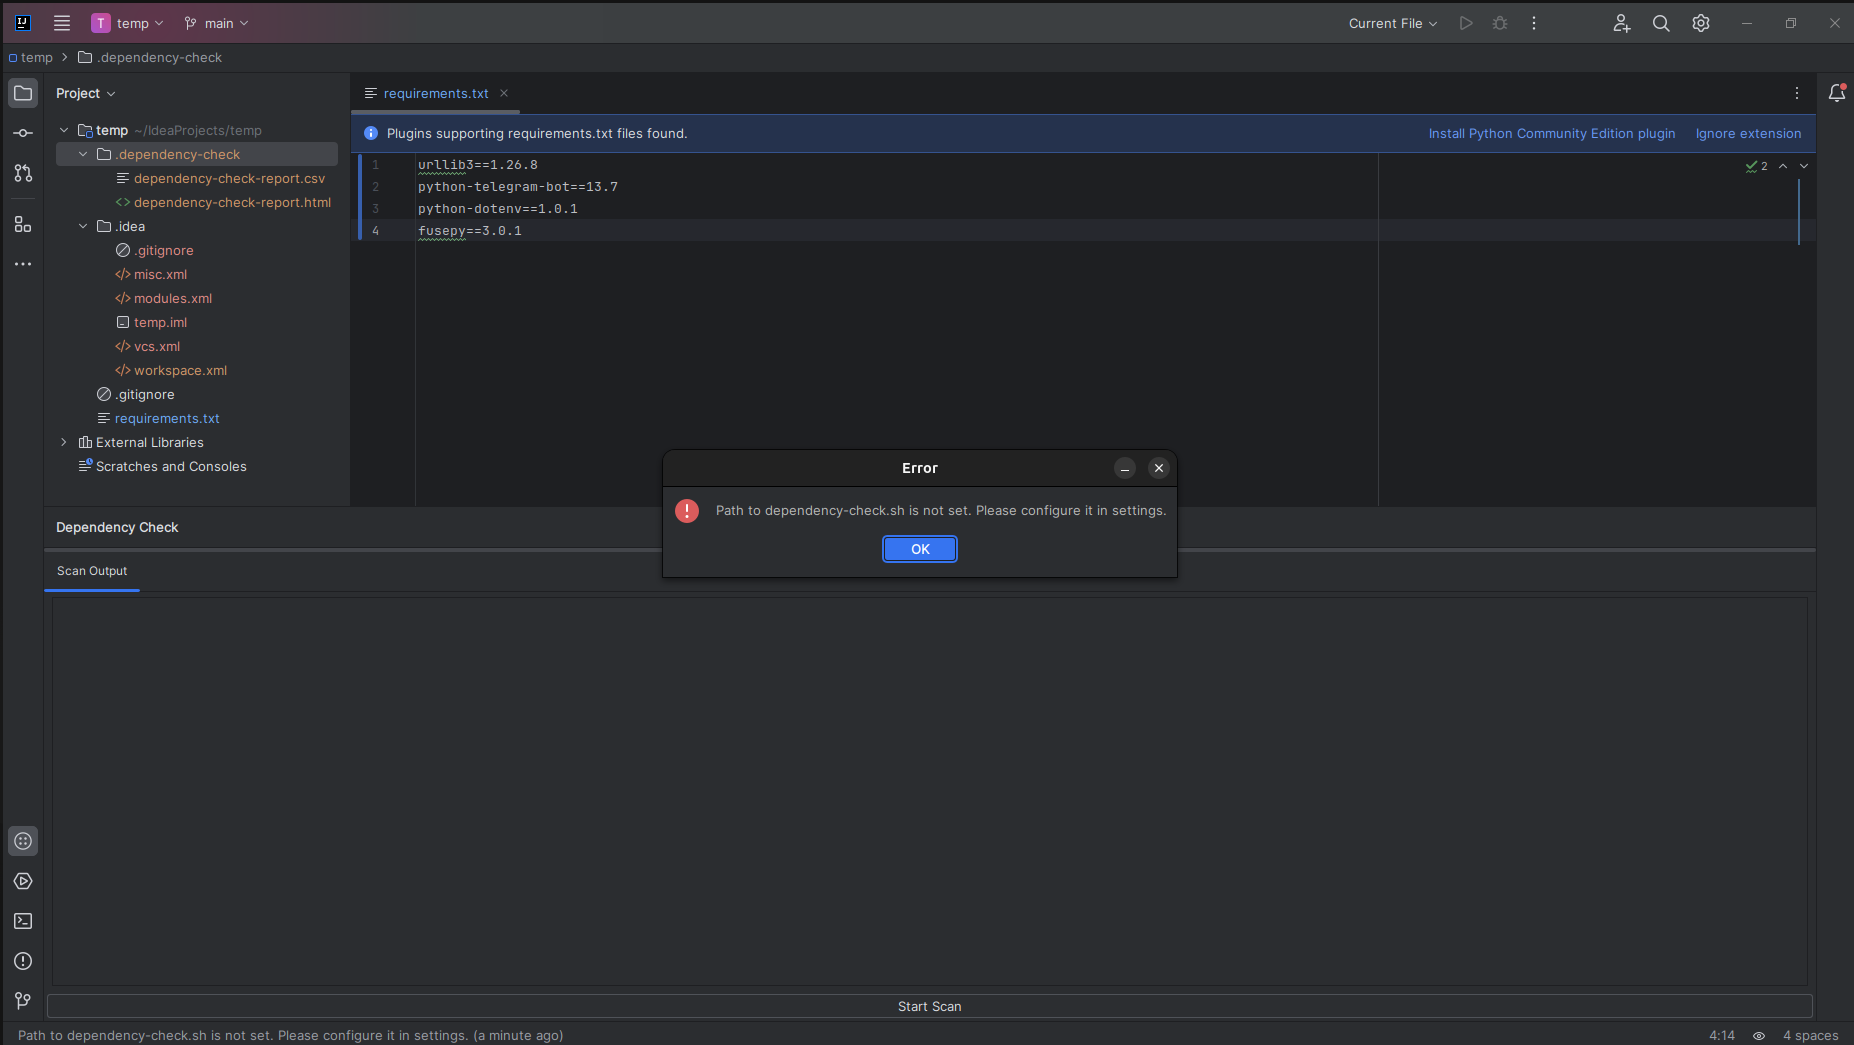 IJ
T temp main
Current File
temp .dependency-check
Project
requirements.txt
Plugins supporting requirements.txt files found.
Install Python Community Edition plugin Ignore extension
temp ~/IdeaProjects/temp
.dependency-check
dependency-check-report.csv
dependency-check-report.html
.idea
.gitignore
misc.xml
modules.xml
temp.iml
vcs.xml
workspace.xml
.gitignore
requirements.txt
External Libraries
Scratches and Consoles
1 urllib3==1.26.8
2 python-telegram-bot==13.7
3 python-dotenv==1.0.1
4 fusepy==3.0.1
2
Error
Path to dependency-check.sh is not set. Please configure it in settings.
OK
Dependency Check
Scan Output
Start Scan
Path to dependency-check.sh is not set. Please configure it in settings. (a minute ago)
4:14 4 spaces